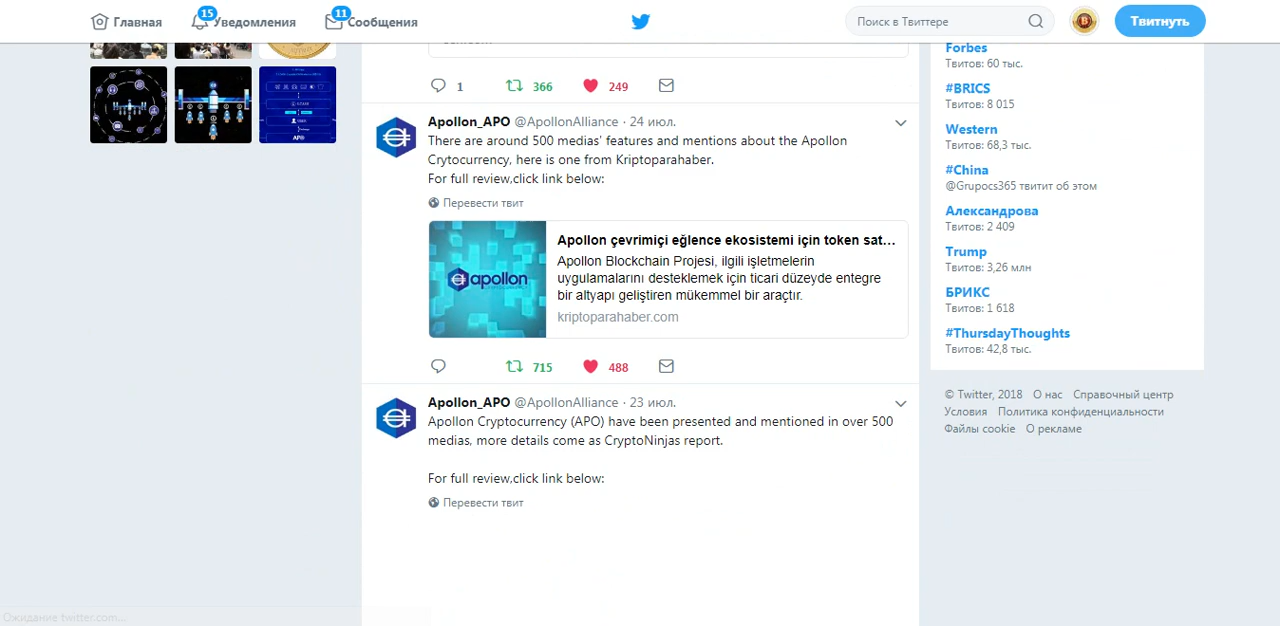 Главная
15
Уведомления
11
Сообщения
Поиск в Твиттере
Твитнуть
1
366
249
Apollon_APO @ApollonAlliance · 24 июл.
There are around 500 medias' features and mentions about the Apollon
Crytocurrency, here is one from Kriptoparahaber.
For full review,click link below:
Перевести твит
apollon
Apollon çevrimiçi eğlence ekosistemi için token sat...
Apollon Blockchain Projesi, ilgili işletmelerin
uygulamalarını desteklemek için ticari düzeyde entegre
bir altyapı geliştiren mükemmel bir araçtır.
kriptoparahaber.com
715
488
Apollon_APO @ApollonAlliance · 23 июл.
Apollon Cryptocurrency (APO) have been presented and mentioned in over 500
medias, more details come as CryptoNinjas report.
For full review,click link below:
Перевести твит
Forbes
Твитов: 60 тыс.
#BRICS
Твитов: 8 015
Western
Твитов: 68,3 тыс.
#China
@Grupocs365 твитит об этом
Александрова
Твитов: 2 409
Trump
Твитов: 3,26 млн
БРИКС
Твитов: 1 618
#ThursdayThoughts
Твитов: 42,8 тыс.
© Twitter, 2018 О нас Справочный центр
Условия Политика конфиденциальности
Файлы cookie О рекламе
Ожидание twitter.com...